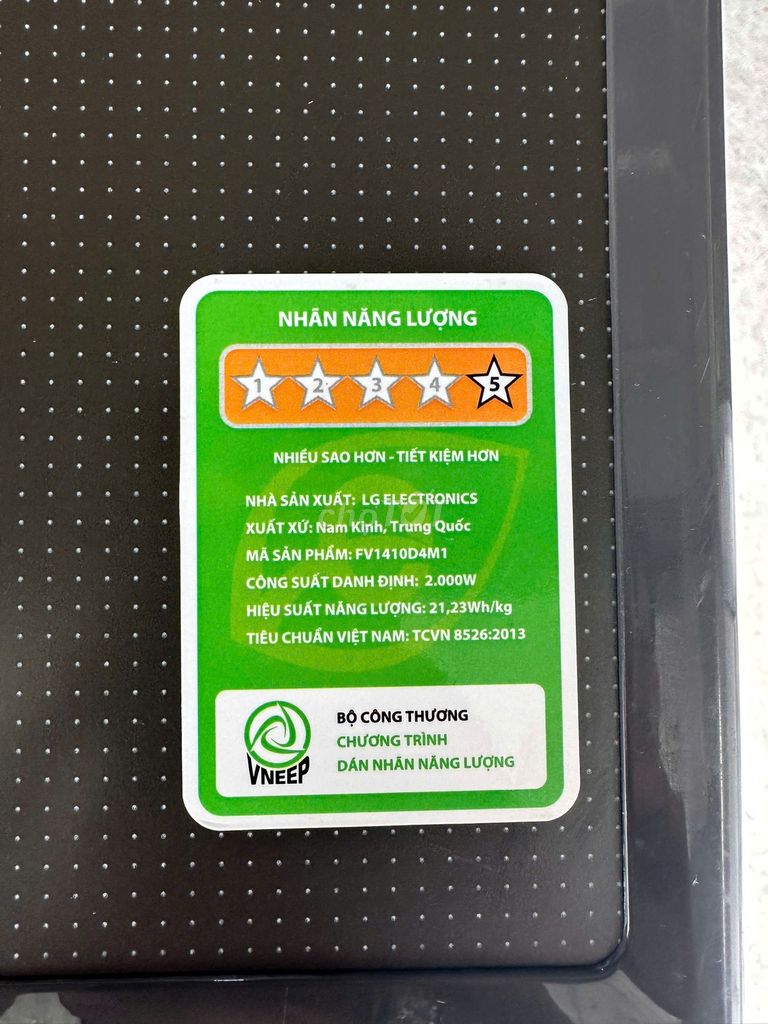 NHÃN NĂNG LƯỢNG
1 2 3 4 5
NHIỀU SAO HƠN - TIẾT KIỆM HƠN
NHÀ SẢN XUẤT: LG ELECTRONICS
chợTỐT
XUẤT XỨ: Nam Kinh, Trung Quốc
MÃ SẢN PHẨM: FV1410D4M1
CÔNG SUẤT DANH ĐỊNH: 2.000W
HIỆU SUẤT NĂNG LƯỢNG: 21,23Wh/kg
TIÊU CHUẨN VIỆT NAM: TCVN 8526:2013
VNEEP
BỘ CÔNG THƯƠNG
CHƯƠNG TRÌNH
DÁN NHÃN NĂNG LƯỢNG